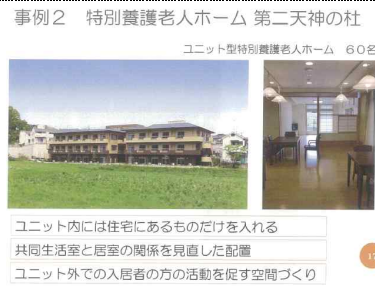 事例2 特別養護老人ホーム 第二天神の杜
ユニット型特別養護老人ホーム 60名
ユニット内には住宅にあるものだけを入れる
共同生活室と居室の関係を見直した配置
ユニット外での入居者の方の活動を促す空間づくり
17